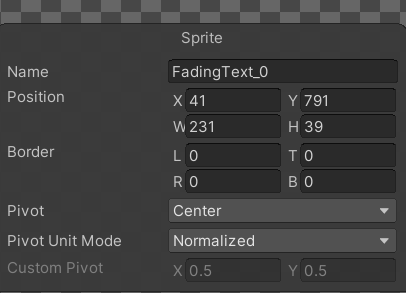 Sprite
Name FadingText_0
Position X 41 Y 791
W 231 H 39
Border L 0 T 0
R 0 B 0
Pivot Center
Pivot Unit Mode Normalized
Custom Pivot X 0.5 Y 0.5